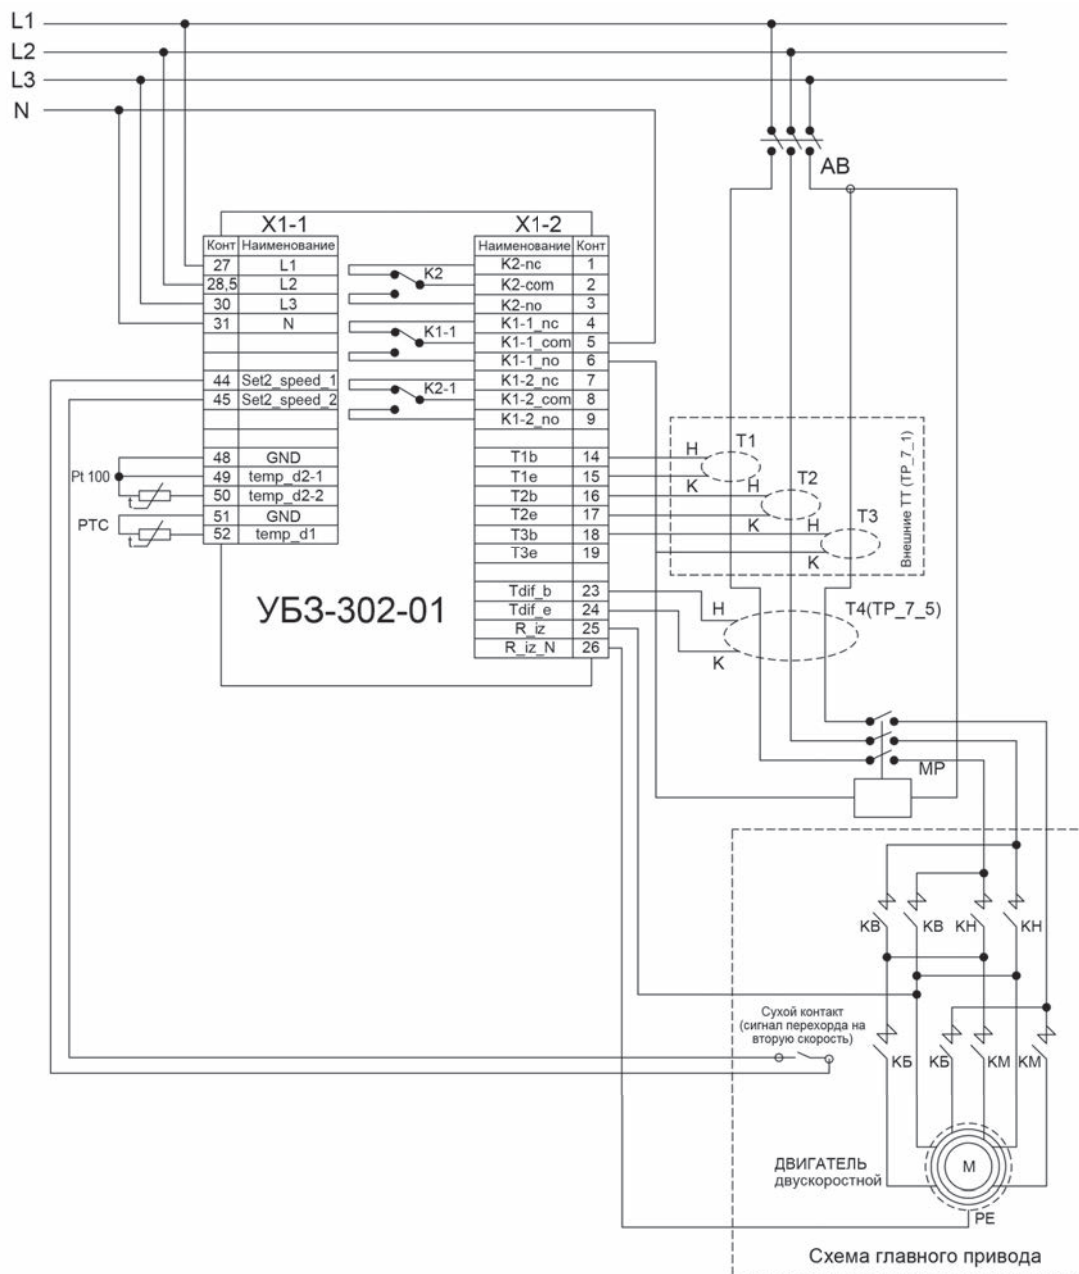 L1
L2
L3
N
АВ
X1-1
Конт Наименование
27 L1
28,5 L2
30 L3
31 N
44 Set2_speed_1
45 Set2_speed_2
48 GND
49 temp_d2-1
50 temp_d2-2
51 GND
52 temp_d1
Pt 100
t
PTC
t
K2
K1-1
K2-1
X1-2
Наименование Конт
K2-nc 1
K2-com 2
K2-no 3
K1-1_nc 4
K1-1_com 5
K1-1_no 6
K1-2_nc 7
K1-2_com 8
K1-2_no 9
T1b 14
T1e 15
T2b 16
T2e 17
T3b 18
T3e 19
Tdif_b 23
Tdif_e 24
R_iz 25
R_iz_N 26
УБЗ-302-01
Н T1
К
Н T2
К
Н T3
К
Внешние ТТ (ТР_7_1)
Н T4(TP_7_5)
К
МР
КВ КВ КН КН
Сухой контакт
(сигнал перехорда на
вторую скорость)
КБ КБ КМ КМ
ДВИГАТЕЛЬ
двускоростной
М
PE
Схема главного привода